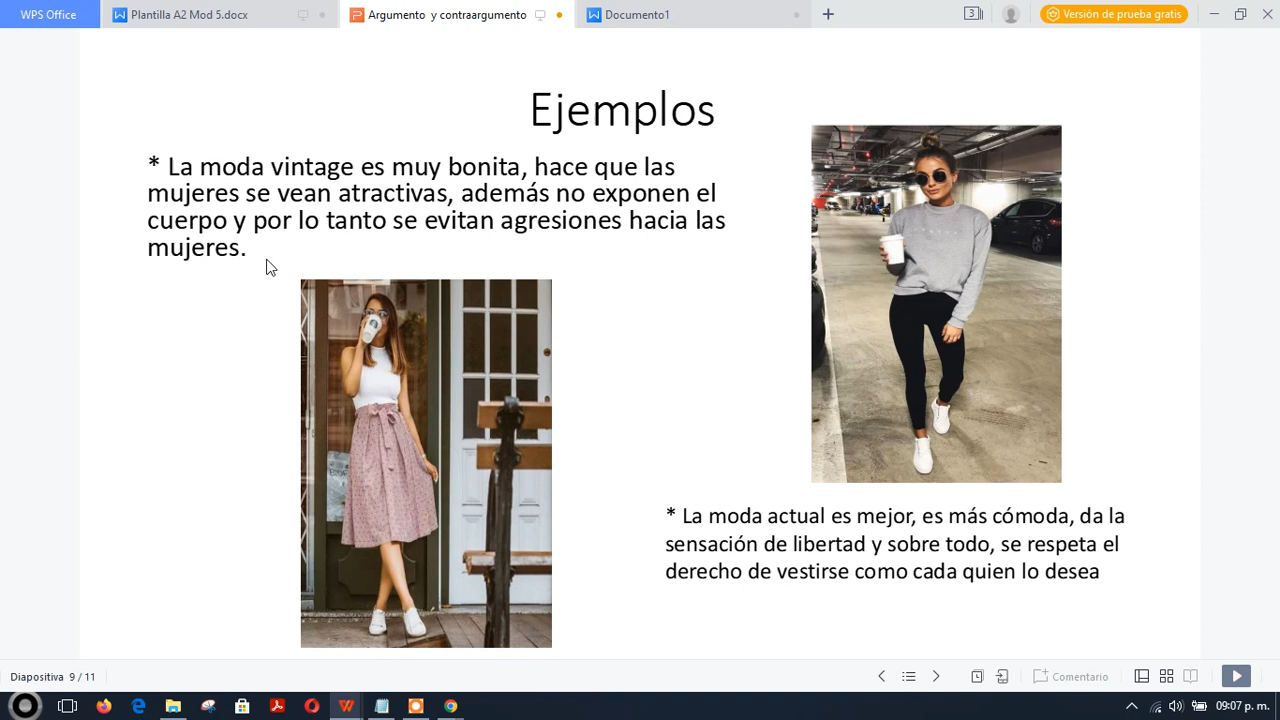 WPS Office
Plantilla A2 Mod 5.docx
Argumento y contraargumento
Documento1
3
Versión de prueba gratis
Ejemplos
* La moda vintage es muy bonita, hace que las
mujeres se vean atractivas, además no exponen el
cuerpo y por lo tanto se evitan agresiones hacia las
mujeres.
* La moda actual es mejor, es más cómoda, da la
sensación de libertad y sobre todo, se respeta el
derecho de vestirse como cada quien lo desea
Diapositiva 9 / 11
Comentario
09:07 p. m.